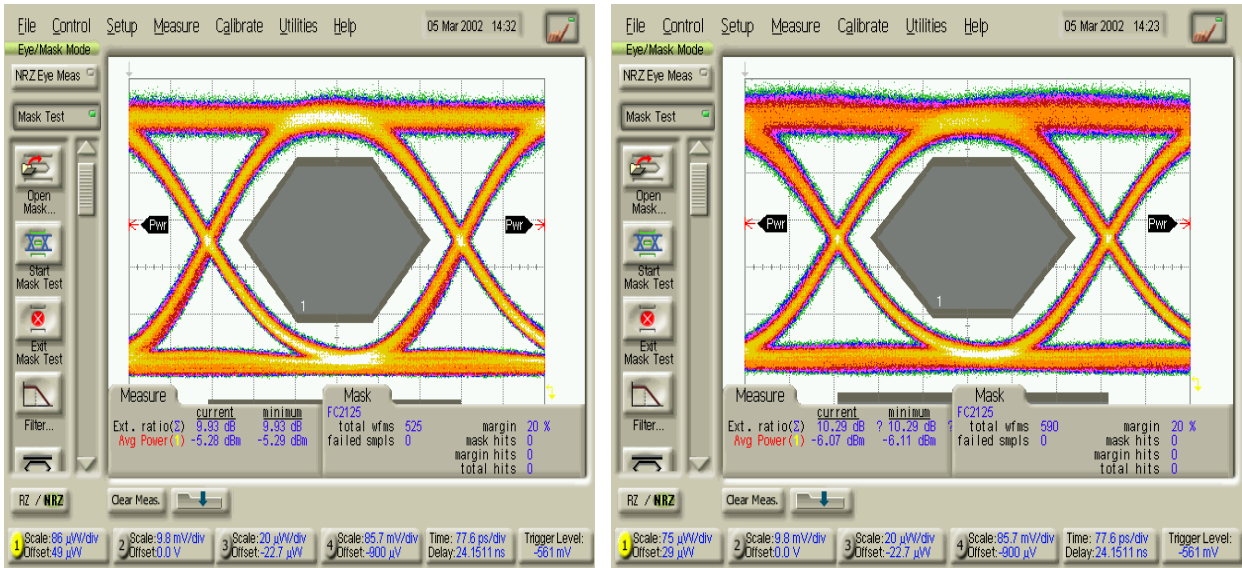 File Control Setup Measure Calibrate Utilities Help 05 Mar 2002 14:32
Eye/Mask Mode
NRZ Eye Meas
Mask Test
Open
Mask...
Start
Mask Test
Exit
Mask Test
Filter...
RZ / NRZ
Pwr
Pwr
1
Measure
current minimum
Ext. ratio(Σ) 9.93 dB 9.93 dB
Avg Power(1) -5.28 dBm -5.29 dBm
Mask
FC2125
total wfms 525 margin 20 %
failed smpls 0 mask hits 0
margin hits 0
total hits 0
Clear Meas.
1 Scale:86 µW/div
Offset:49 µW
2 Scale:9.8 mV/div
Offset:0.0 V
3 Scale:20 µW/div
Offset:-22.7 µW
4 Scale:85.7 mV/div
Offset:-900 µV
Time: 77.6 ps/div
Delay:24.1511 ns
Trigger Level:
-561 mV
File Control Setup Measure Calibrate Utilities Help 05 Mar 2002 14:23
Eye/Mask Mode
NRZ Eye Meas
Mask Test
Open
Mask...
Start
Mask Test
Exit
Mask Test
Filter...
RZ / NRZ
Pwr
Pwr
1
Measure
current minimum
Ext. ratio(Σ) 10.29 dB ? 10.29 dB ?
Avg Power(1) -6.07 dBm -6.11 dBm
Mask
FC2125
total wfms 590 margin 20 %
failed smpls 0 mask hits 0
margin hits 0
total hits 0
Clear Meas.
1 Scale:75 µW/div
Offset:29 µW
2 Scale:9.8 mV/div
Offset:0.0 V
3 Scale:20 µW/div
Offset:-22.7 µW
4 Scale:85.7 mV/div
Offset:-900 µV
Time: 77.6 ps/div
Delay:24.1511 ns
Trigger Level:
-561 mV